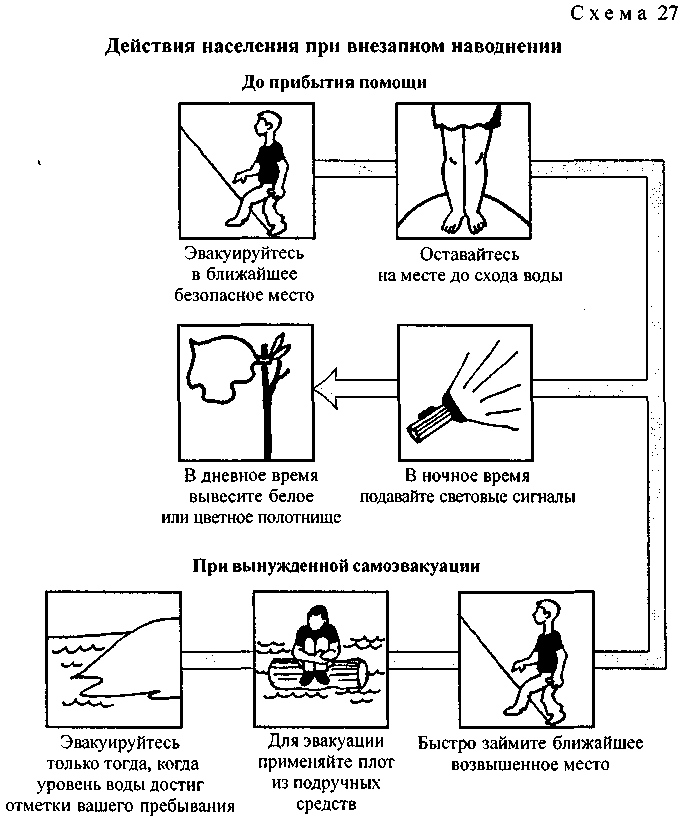 Схема 27
Действия населения при внезапном наводнении
До прибытия помощи
Эвакуируйтесь
в ближайшее
безопасное место
Оставайтесь
на месте до схода воды
В дневное время
вывесите белое
или цветное полотнище
В ночное время
подавайте световые сигналы
При вынужденной самоэвакуации
Эвакуируйтесь
только тогда, когда
уровень воды достиг
отметки вашего пребывания
Для эвакуации
применяйте плот
из подручных
средств
Быстро займите ближайшее
возвышенное место